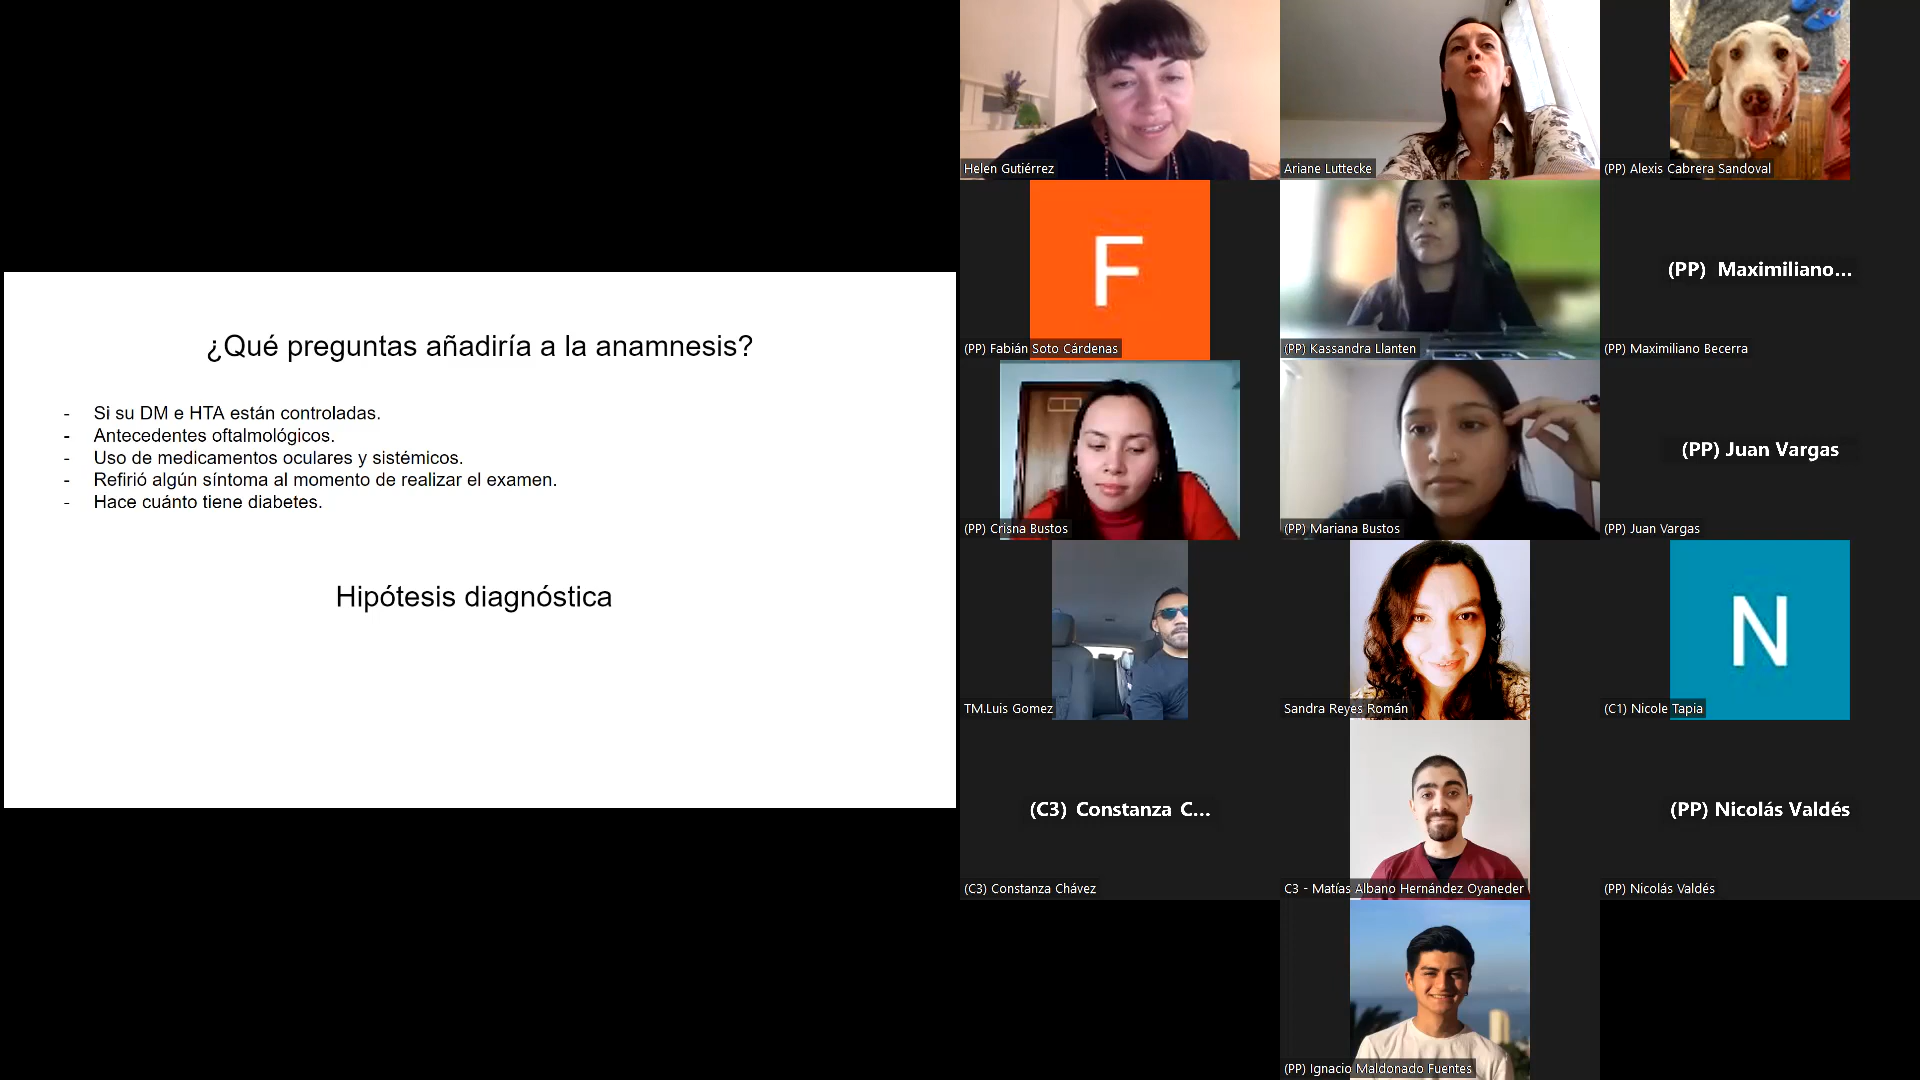 ¿Qué preguntas añadiría a la anamnesis?
- Si su DM e HTA están controladas.
- Antecedentes oftalmológicos.
- Uso de medicamentos oculares y sistémicos.
- Refirió algún síntoma al momento de realizar el examen.
- Hace cuánto tiene diabetes.
Hipótesis diagnóstica
Helen Gutiérrez
Ariane Luttecke
(PP) Alexis Cabrera Sandoval
F
(PP) Maximiliano...
(PP) Fabián Soto Cárdenas
(PP) Kassandra Llanten
(PP) Maximiliano Becerra
(PP) Juan Vargas
(PP) Crisna Bustos
(PP) Mariana Bustos
(PP) Juan Vargas
N
TM.Luis Gomez
Sandra Reyes Román
(C1) Nicole Tapia
(C3) Constanza C...
(PP) Nicolás Valdés
(C3) Constanza Chávez
C3 - Matías Albano Hernández Oyaneder
(PP) Nicolás Valdés
(PP) Ignacio Maldonado Fuentes